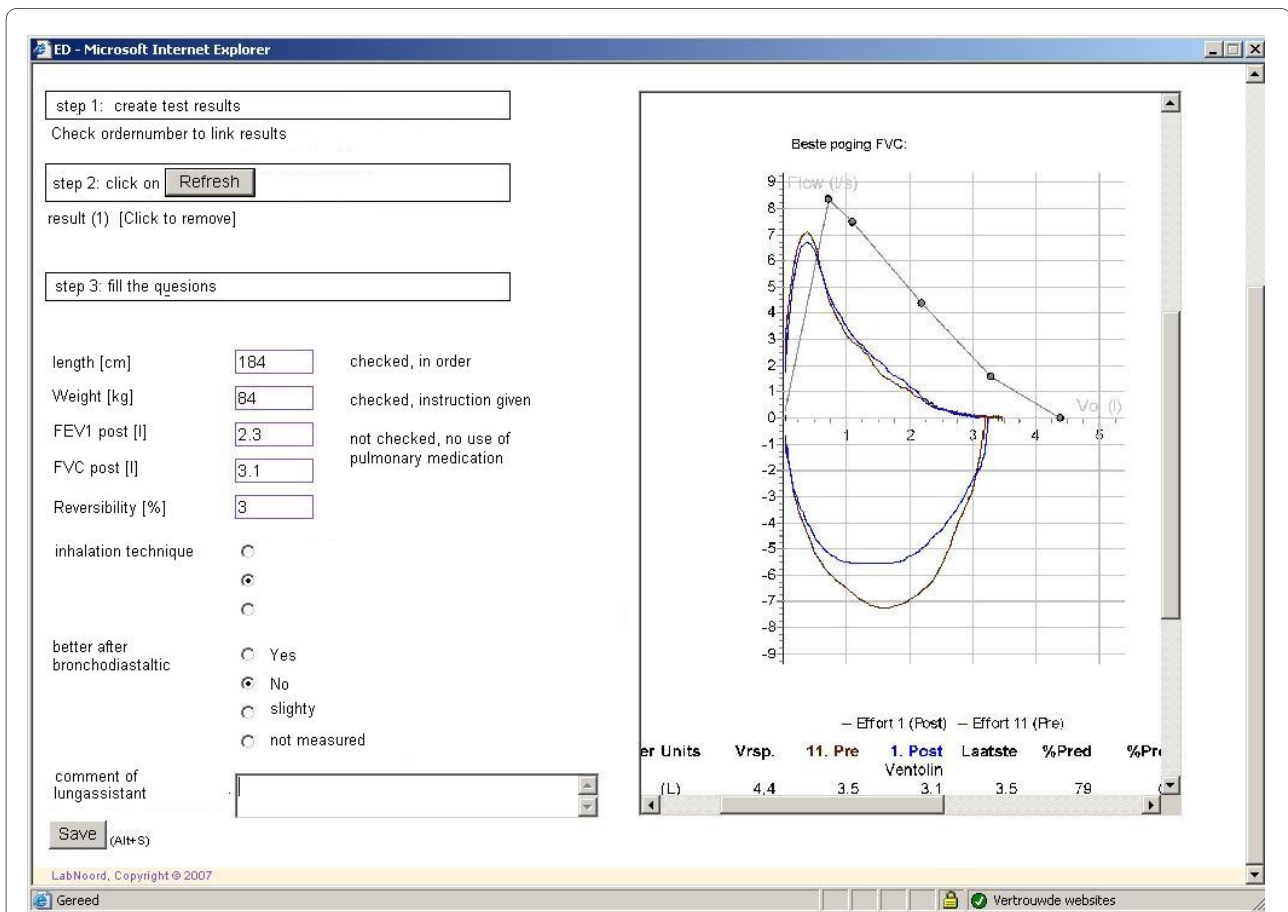 ED - Microsoft Internet Explorer
step 1: create test results
Check ordernumber to link results
step 2: click on Refresh
result (1) [Click to remove]
step 3: fill the quesions
length [cm] 184 checked, in order
Weight [kg] 84 checked, instruction given
FEV1 post [l] 2.3 not checked, no use of
pulmonary medication
FVC post [l] 3.1
Reversibility [%] 3
inhalation technique
better after
bronchodiastaltic
Yes
No
slighty
not measured
comment of
lungassistant
Save (Alt+S)
LabNoord, Copyright © 2007
Gereed
Vertrouwde websites
Beste poging FVC:
Flow (l/s)
9
8
7
6
5
4
3
2
1
0
-1
-2
-3
-4
-5
-6
-7
-8
-9
1 2 3 4 5
(l)
Effort 1 (Post) Effort 11 (Pre)
er Units Vrsp. 11. Pre 1. Post Laatste %Pred
Ventolin
(L) 4,4 3.5 3.1 3.5 79